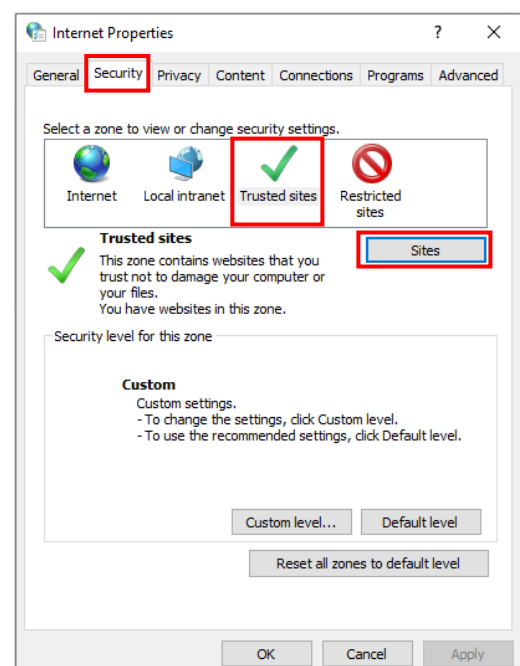 Internet Properties
?
General Security Privacy Content Connections Programs Advanced
Select a zone to view or change security settings.
Internet Local intranet Trusted sites Restricted
sites
Trusted sites
Sites
This zone contains websites that you
trust not to damage your computer or
your files.
You have websites in this zone.
Security level for this zone
Custom
Custom settings.
- To change the settings, click Custom level.
- To use the recommended settings, click Default level.
Custom level... Default level
Reset all zones to default level
OK Cancel Apply